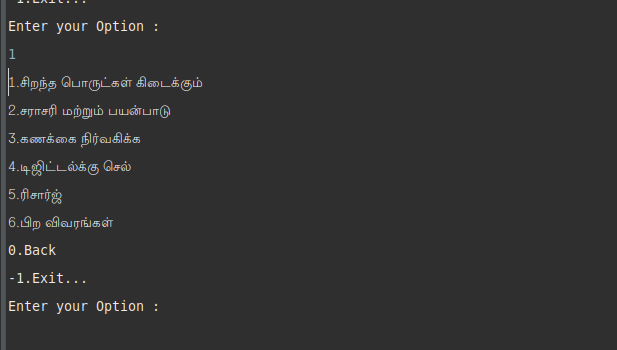 -1.Exit...
Enter your Option :
1
1.சிறந்த பொருட்கள் கிடைக்கும்
2.சராசரி மற்றும் பயன்பாடு
3.கணக்கை நிர்வகிக்க
4.டிஜிட்டல்க்கு செல்
5.ரிசார்ஜ்
6.பிற விவரங்கள்
0.Back
-1.Exit...
Enter your Option :